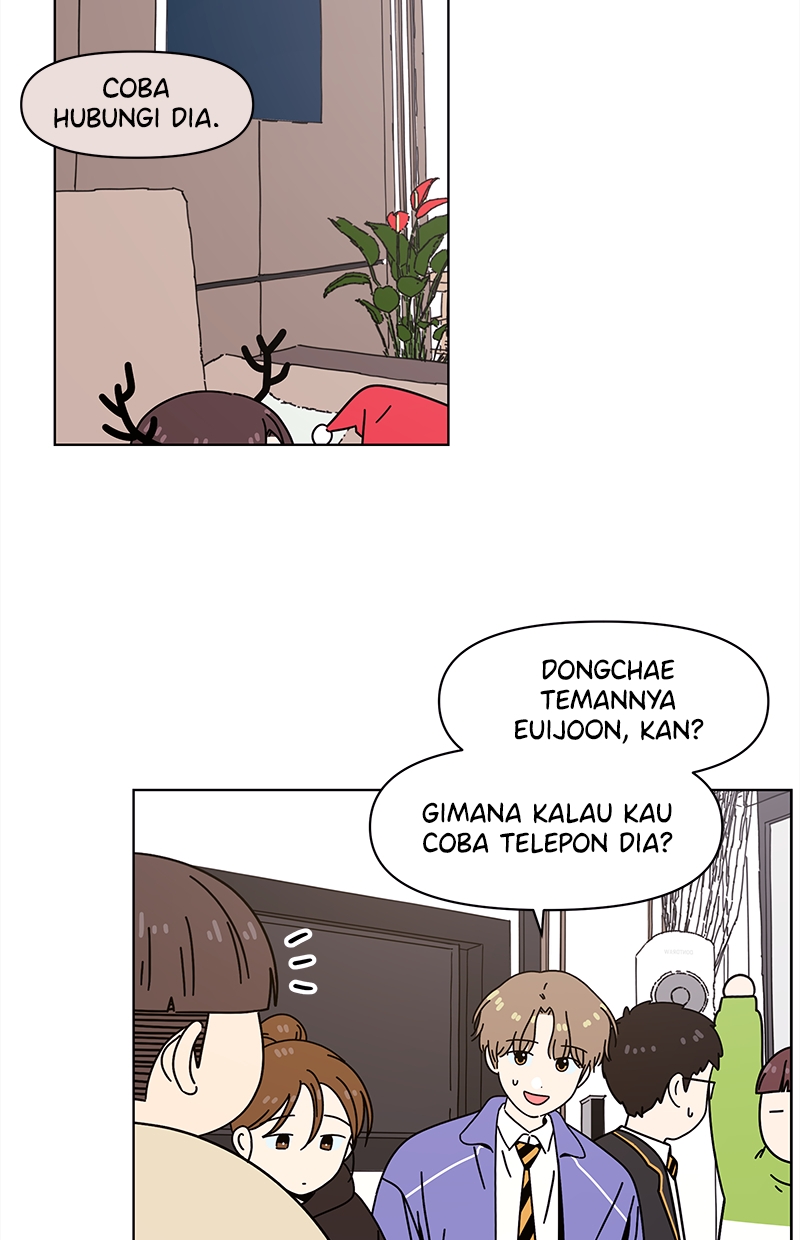 COBA
HUBUNGI DIA.
DONGCHAE
TEMANNYA
EUIJOON, KAN?
GIMANA KALAU KAU
COBA TELEPON DIA?